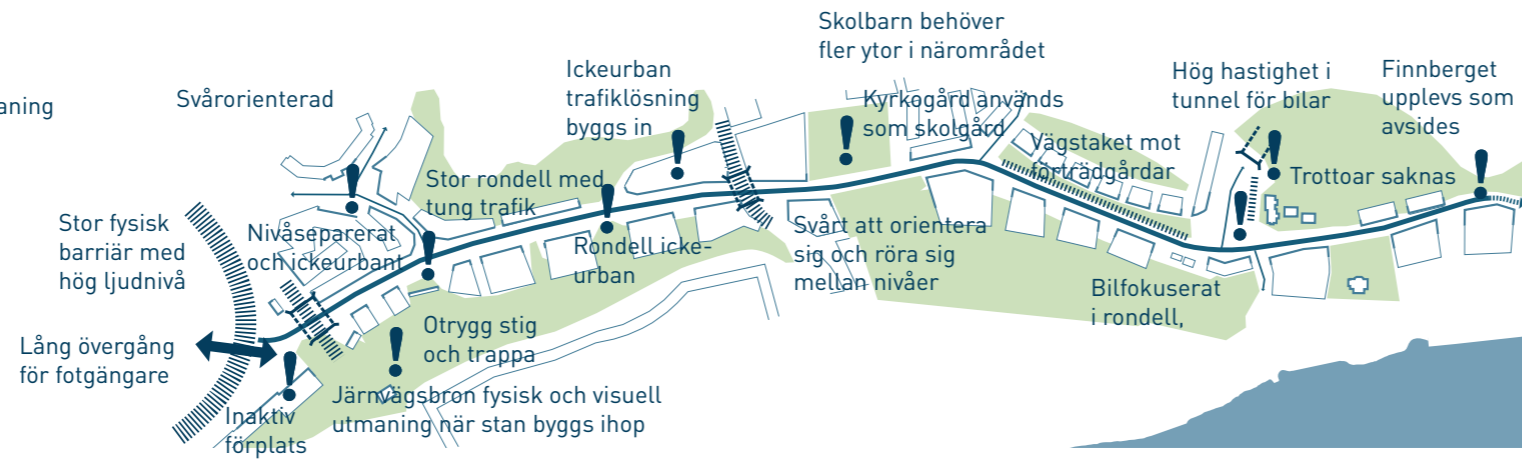 aning
Svårorienterad
Stor fysisk
barriär med
hög ljudnivå
Lång övergång
för fotgängare
Inaktiv
förplats
Nivåseparerat
och ickeurbant
Stor rondell med
tung trafik
Otrygg stig
och trappa
Järnvägsbron fysisk och visuell
utmaning när stan byggs ihop
Ickeurban
trafiklösning
byggs in
Rondell icke-
urban
Skolbarn behöver
fler ytor i närområdet
Kyrkogård används
som skolgård
Svårt att orientera
sig och röra sig
mellan nivåer
Vägstaket mot
förträdgårdar
Bilfokuserat
i rondell,
Hög hastighet i
tunnel för bilar
Trottoar saknas
Finnberget
upplevs som
avsides